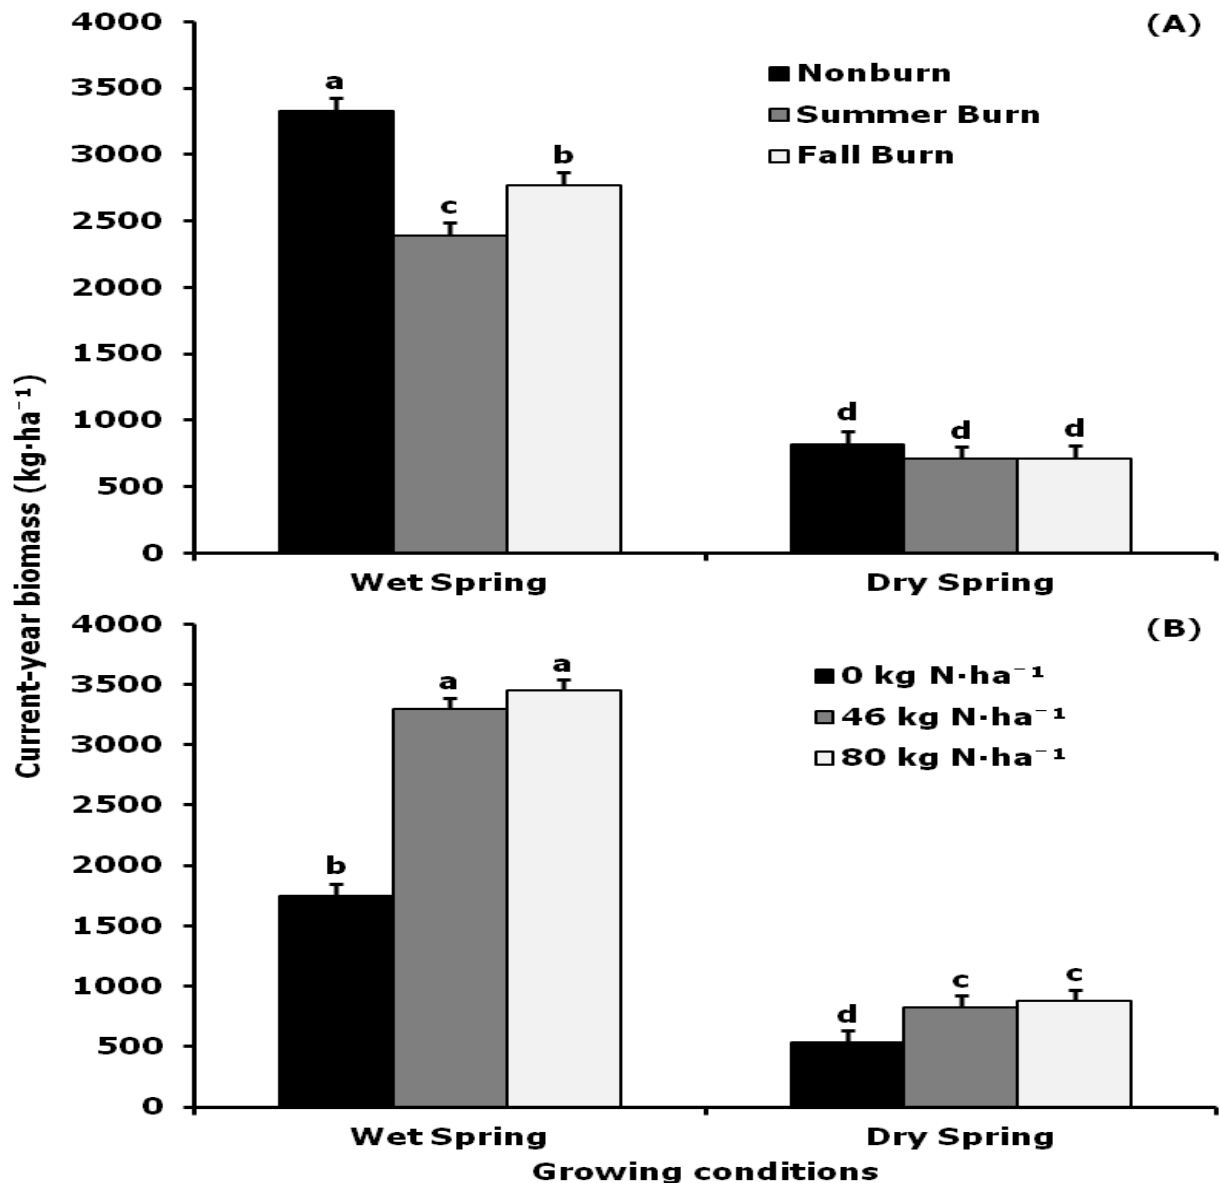 Current-year biomass (kg·ha⁻¹)
(A)
4000
3500
3000
2500
2000
1500
1000
500
0
Nonburn
Summer Burn
Fall Burn
a
c
b
d
d
d
Wet Spring
Dry Spring
(B)
4000
3500
3000
2500
2000
1500
1000
500
0
0 kg N·ha⁻¹
46 kg N·ha⁻¹
80 kg N·ha⁻¹
b
a
a
d
c
c
Wet Spring
Dry Spring
Growing conditions